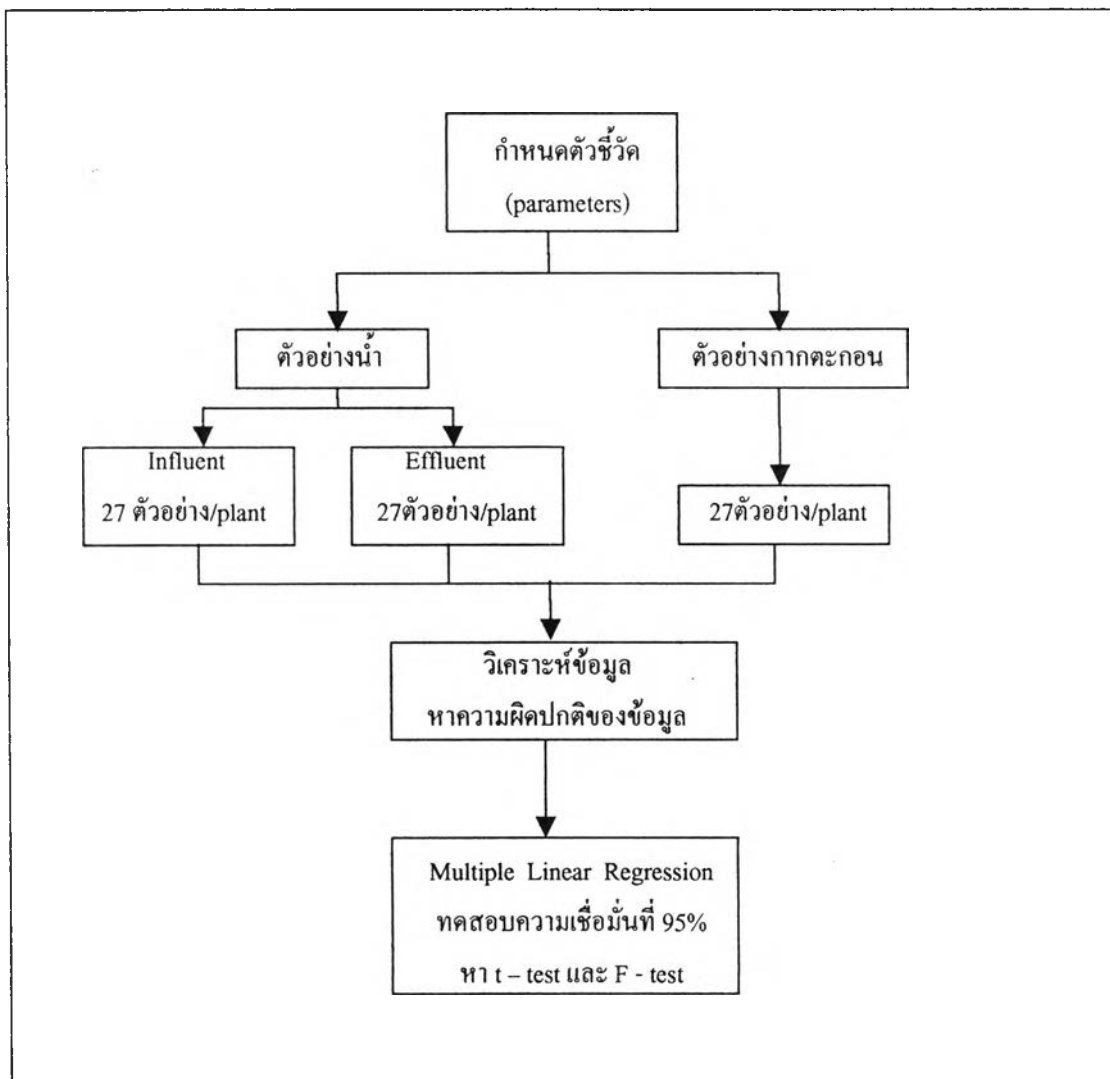 กำหนดตัวชี้วัด
(parameters)
ตัวอย่างน้ำ
ตัวอย่างกากตะกอน
Influent
27 ตัวอย่าง/plant
Effluent
27ตัวอย่าง/plant
27ตัวอย่าง/plant
วิเคราะห์ข้อมูล
หาความผิดปกติของข้อมูล
Multiple Linear Regression
ทดสอบความเชื่อมั่นที่ 95%
หา t – test และ F - test